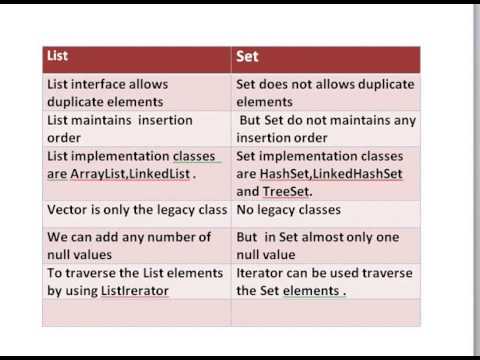 List
Set
List interface allows
duplicate elements
Set does not allows duplicate
elements
List maintains insertion
order
But Set do not maintains any
insertion order
List implementation classes
are ArrayList,LinkedList .
Set implementation classes
are HashSet,LinkedHashSet
and TreeSet.
Vector is only the legacy class
No legacy classes
We can add any number of
null values
But in Set almost only one
null value
To traverse the List elements
by using ListIrerator
Iterator can be used traverse
the Set elements .